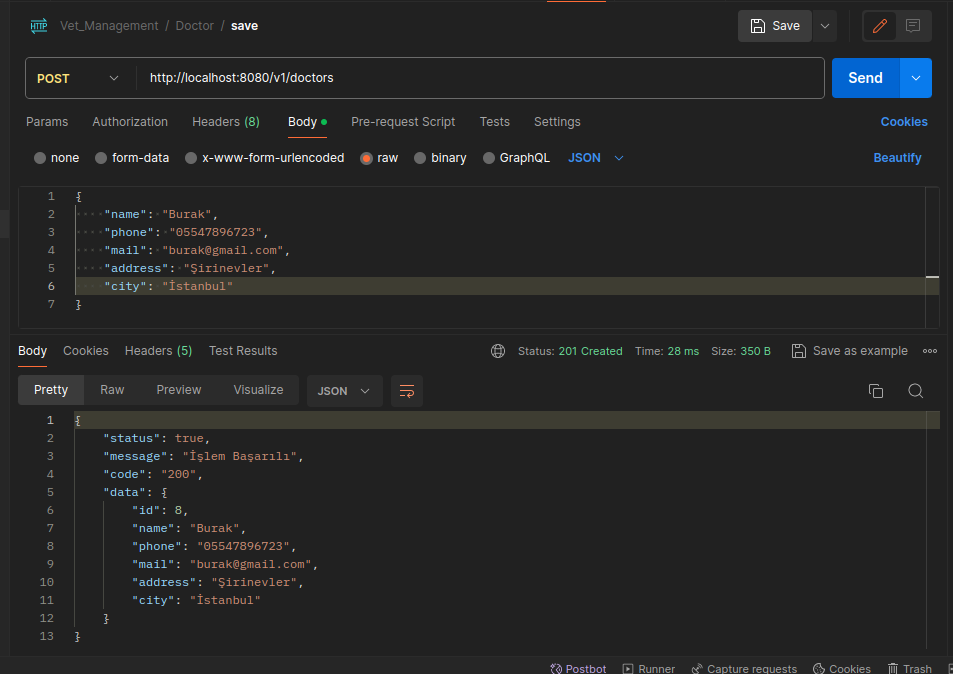 HTTP Vet_Management / Doctor / save Save
POST http://localhost:8080/v1/doctors Send
Params Authorization Headers (8) Body Pre-request Script Tests Settings Cookies
none form-data x-www-form-urlencoded raw binary GraphQL JSON Beautify
1 {
2 "name": "Burak",
3 "phone": "05547896723",
4 "mail": "burak@gmail.com",
5 "address": "Şirinevler",
6 "city": "İstanbul"
7 }
Body Cookies Headers (5) Test Results Status: 201 Created Time: 28 ms Size: 350 B Save as example
Pretty Raw Preview Visualize JSON
1 {
2 "status": true,
3 "message": "İşlem Başarılı",
4 "code": "200",
5 "data": {
6 "id": 8,
7 "name": "Burak",
8 "phone": "05547896723",
9 "mail": "burak@gmail.com",
10 "address": "Şirinevler",
11 "city": "İstanbul"
12 }
13 }
Postbot Runner Capture requests Cookies Trash